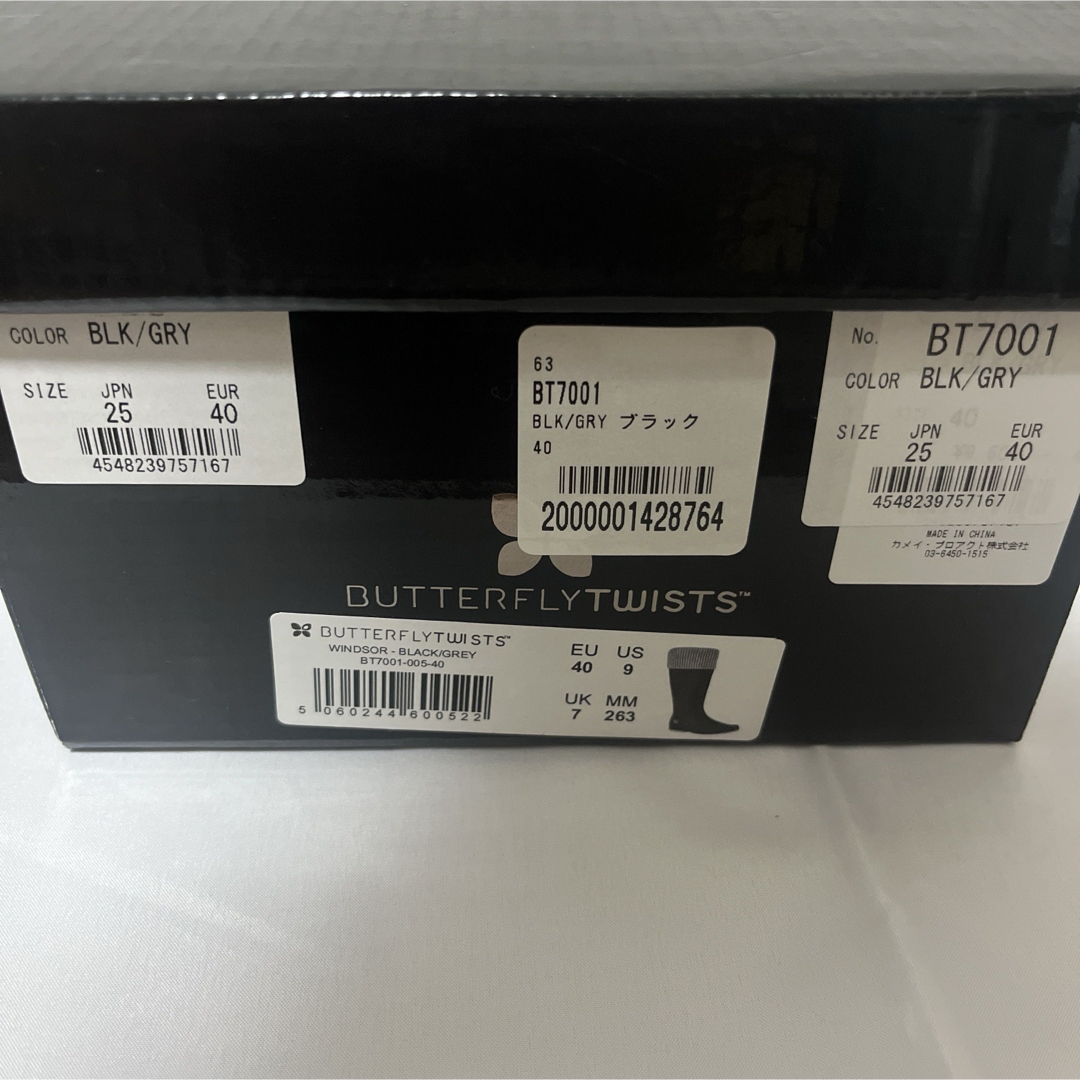 COLOR BLK/GRY
SIZE JPN EUR
25 40
4548239757167
63
BT7001
BLK/GRY ブラック
40
2000001428764
No. BT7001
COLOR BLK/GRY
SIZE JPN EUR
25 40
4548239757167
MADE IN CHINA
カメイ・プロアクト株式会社
03-6450-1515
BUTTERFLYTWISTS™
BUTTERFLYTWISTS™
WINDSOR - BLACK/GREY
BT7001-005-40
5 060244 600522
EU US
40 9
UK MM
7 263